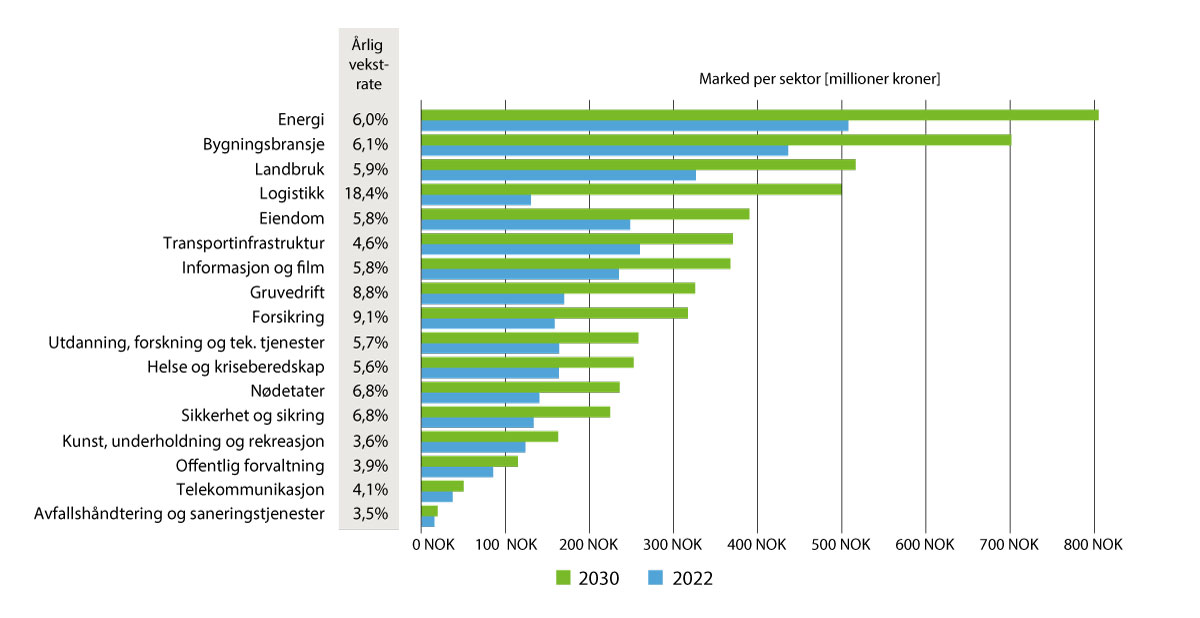 Årlig
vekst-
rate
Marked per sektor [millioner kroner]
Energi 6,0%
Bygningsbransje 6,1%
Landbruk 5,9%
Logistikk 18,4%
Eiendom 5,8%
Transportinfrastruktur 4,6%
Informasjon og film 5,8%
Gruvedrift 8,8%
Forsikring 9,1%
Utdanning, forskning og tek. tjenester 5,7%
Helse og kriseberedskap 5,6%
Nødetater 6,8%
Sikkerhet og sikring 6,8%
Kunst, underholdning og rekreasjon 3,6%
Offentlig forvaltning 3,9%
Telekommunikasjon 4,1%
Avfallshåndtering og saneringstjenester 3,5%
0 NOK 100 NOK 200 NOK 300 NOK 400 NOK 500 NOK 600 NOK 700 NOK 800 NOK
2030 2022